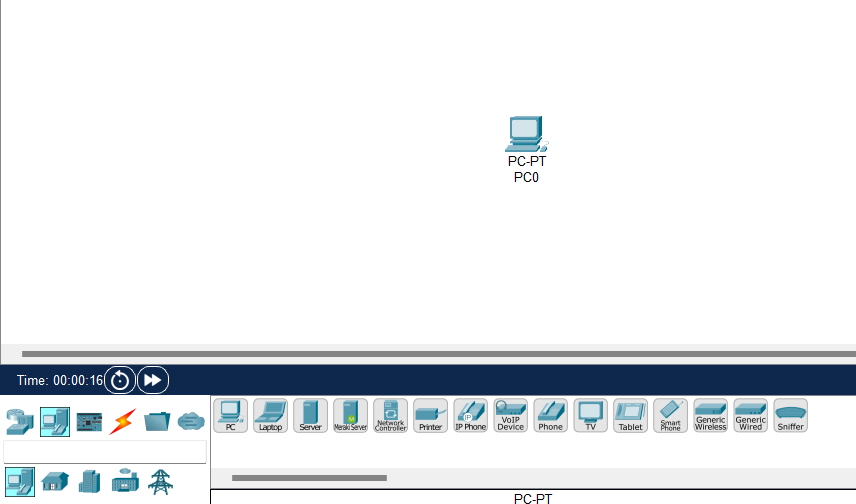 PC-PT
PC0
Time: 00:00:16
PC
Laptop
Server
Meraki Server
Network
Controller
Printer
IP
IP Phone
VoIP
Device
Phone
TV
Tablet
Smart
Phone
Generic
Wireless
Generic
Wired
Sniffer
PC-PT